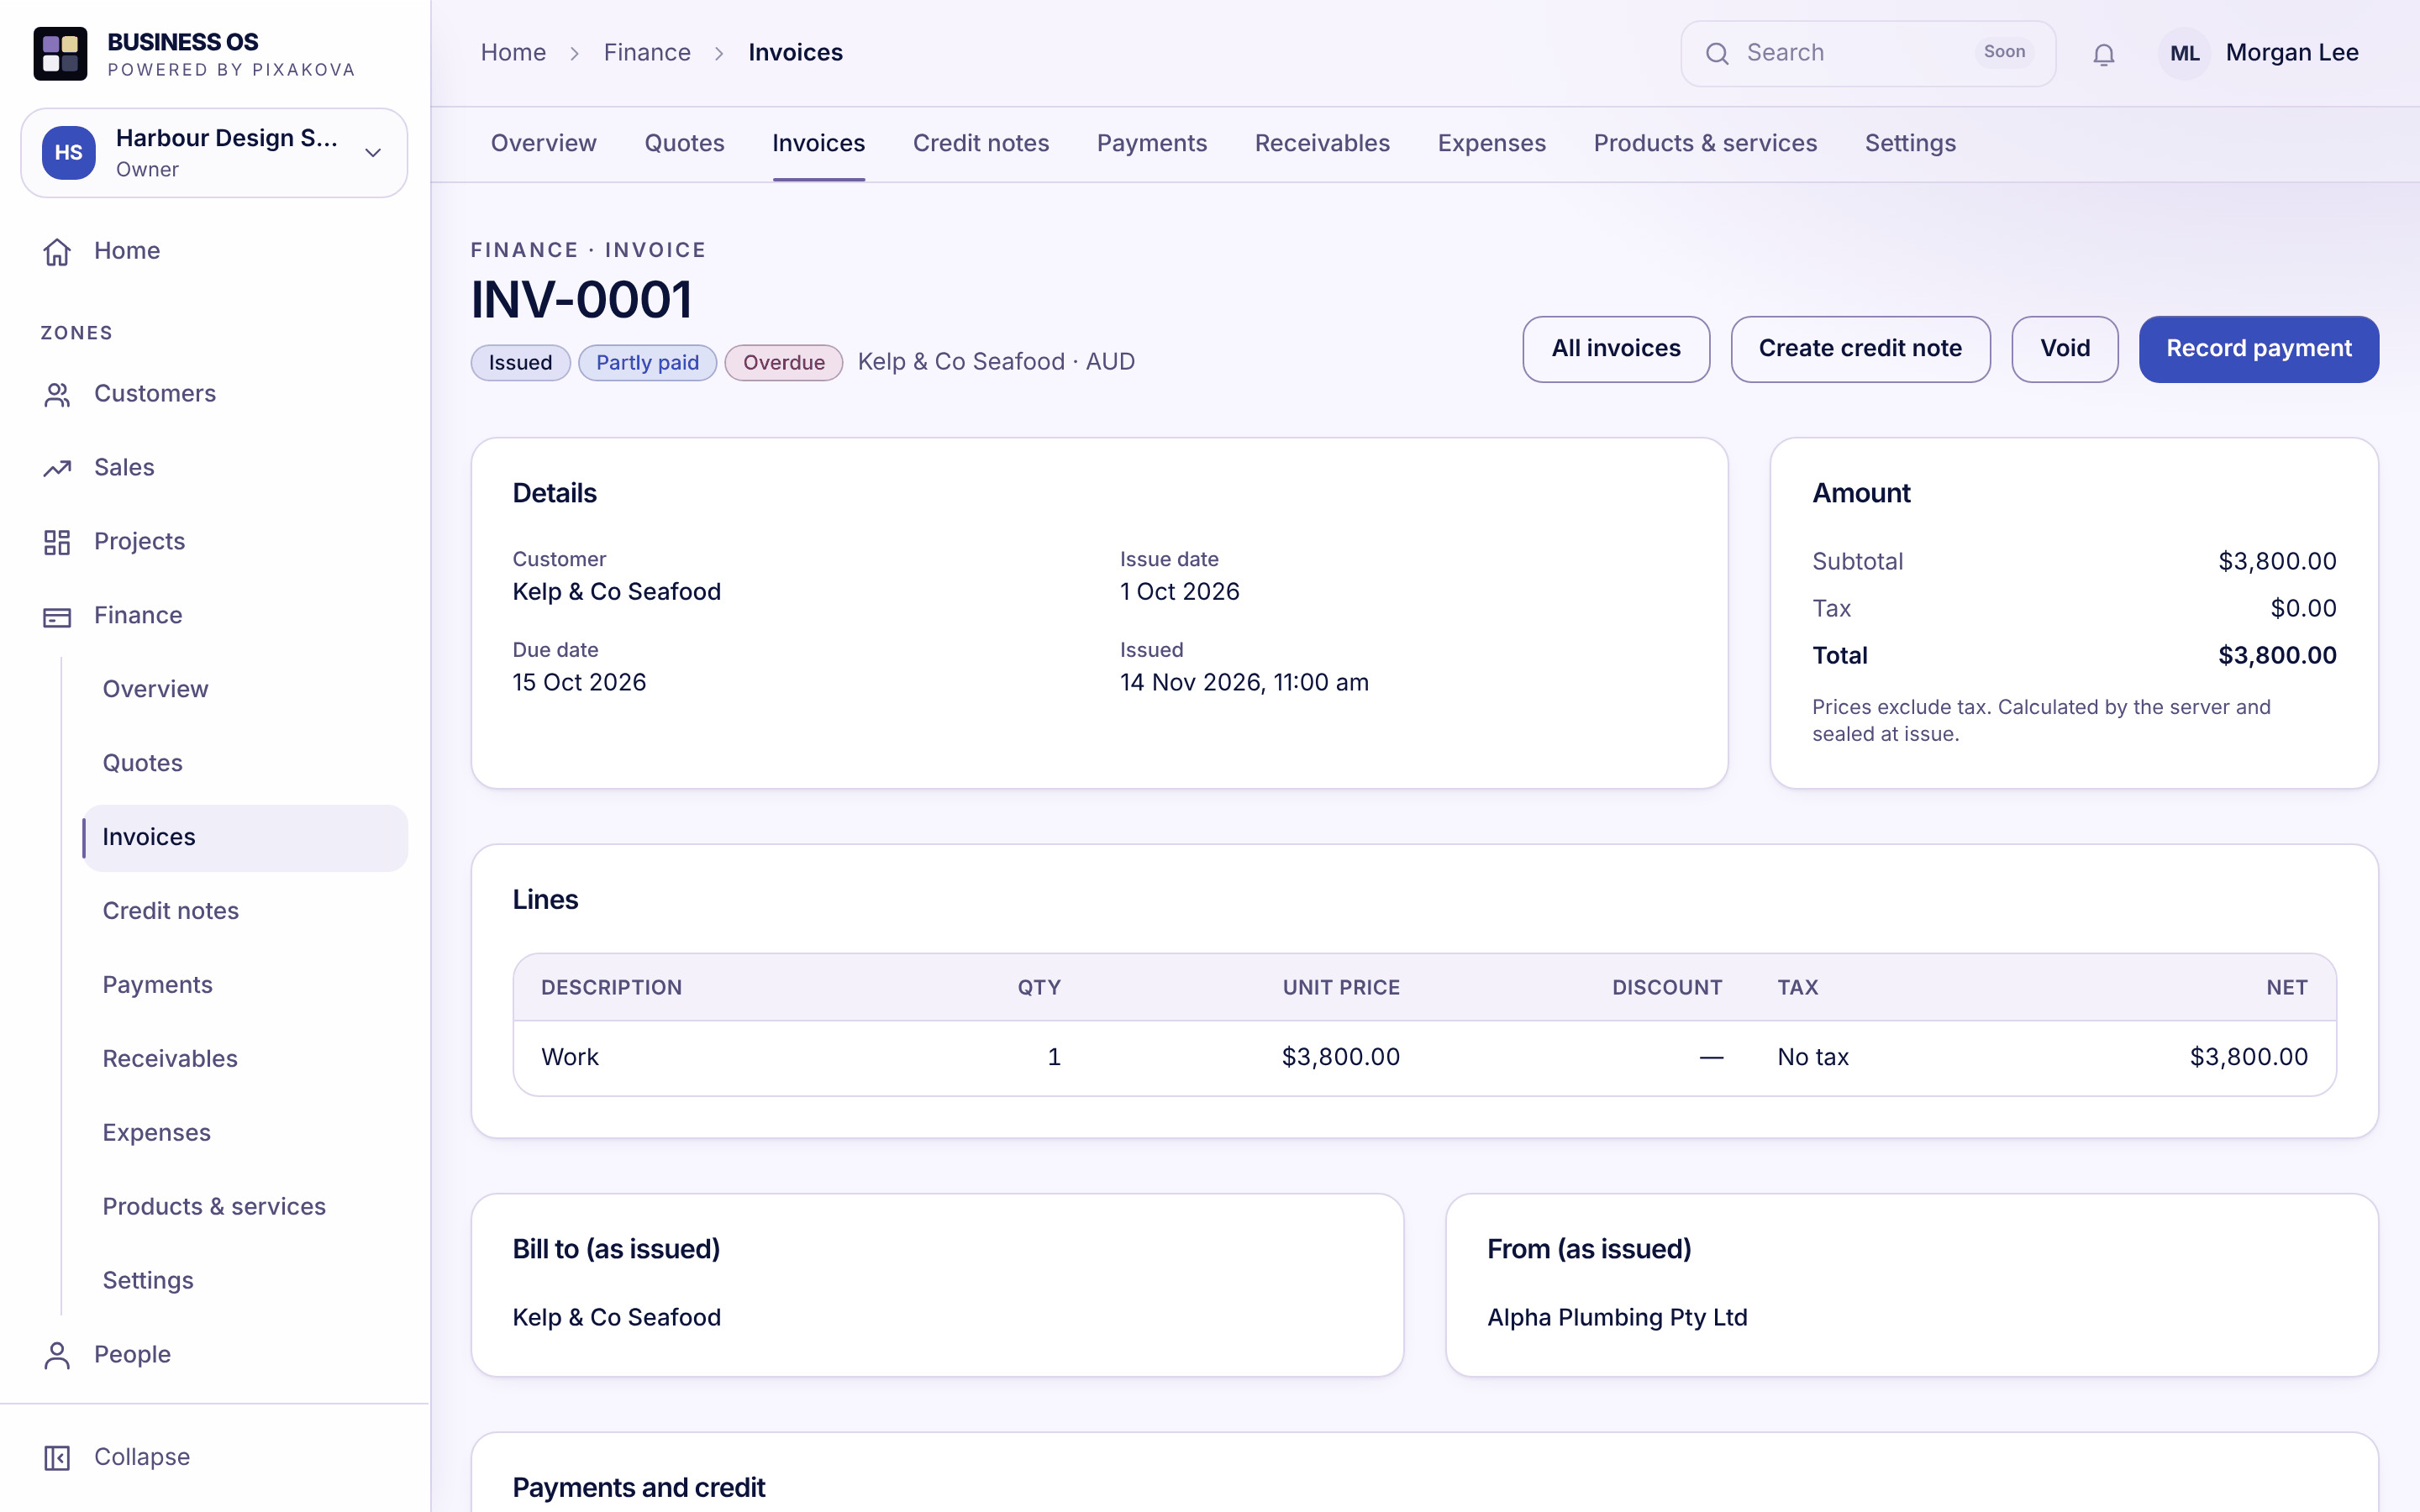 BUSINESS OS
POWERED BY PIXAKOVA
HS
Harbour Design S...
Owner
Home
ZONES
Customers
Sales
Projects
Finance
Overview
Quotes
Invoices
Credit notes
Payments
Receivables
Expenses
Products & services
Settings
People
Collapse
Home > Finance > Invoices
Search
Soon
ML
Morgan Lee
Overview Quotes Invoices Credit notes Payments Receivables Expenses Products & services Settings
FINANCE · INVOICE
INV-0001
Issued Partly paid Overdue Kelp & Co Seafood · AUD
All invoices Create credit note Void Record payment
Details
Customer
Kelp & Co Seafood
Issue date
1 Oct 2026
Due date
15 Oct 2026
Issued
14 Nov 2026, 11:00 am
Amount
Subtotal $3,800.00
Tax $0.00
Total $3,800.00
Prices exclude tax. Calculated by the server and
sealed at issue.
Lines
DESCRIPTION QTY UNIT PRICE DISCOUNT TAX NET
Work 1 $3,800.00 — No tax $3,800.00
Bill to (as issued)
Kelp & Co Seafood
From (as issued)
Alpha Plumbing Pty Ltd
Payments and credit